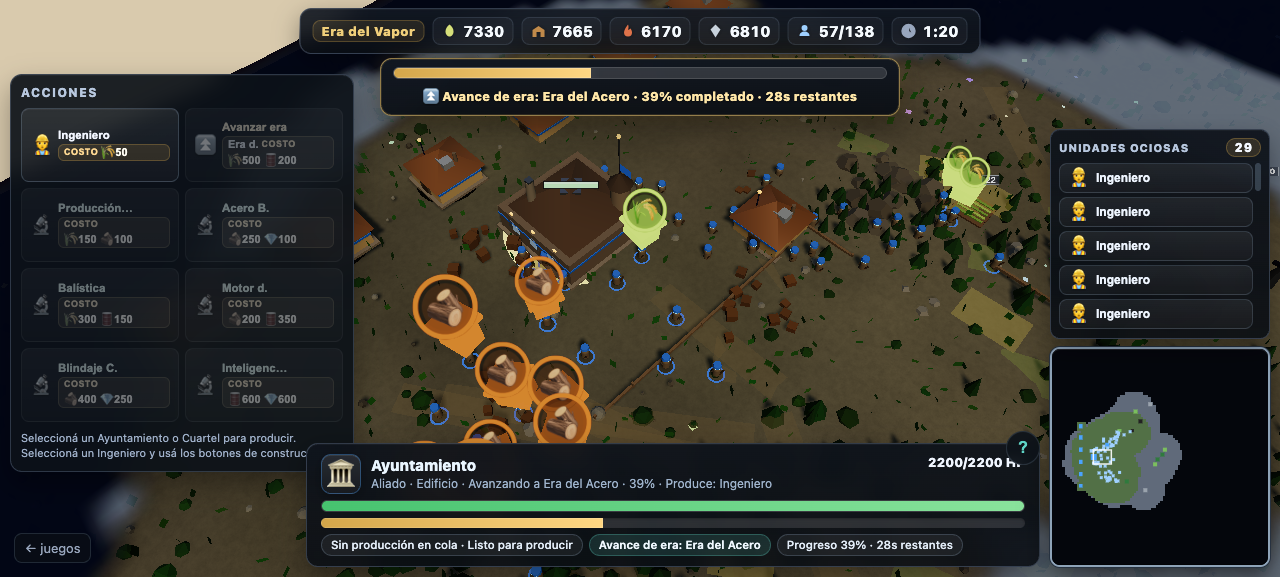 Era del Vapor 7330 7665 6170 6810 57/138 1:20
Avance de era: Era del Acero · 39% completado · 28s restantes
ACCIONES
Ingeniero
COSTO 50
Avanzar era
Era d. COSTO
500 200
Producción...
COSTO
150 100
Acero B.
COSTO
250 100
Balística
COSTO
300 150
Motor d.
COSTO
200 350
Blindaje C.
COSTO
400 250
Inteligenc...
COSTO
600 600
Seleccioná un Ayuntamiento o Cuartel para producir.
Seleccioná un Ingeniero y usá los botones de construc
UNIDADES OCIOSAS 29
Ingeniero
Ingeniero
Ingeniero
Ingeniero
Ingeniero
?
Ayuntamiento
2200/2200
Aliado · Edificio · Avanzando a Era del Acero · 39% · Produce: Ingeniero
Sin producción en cola · Listo para producir
Avance de era: Era del Acero
Progreso 39% · 28s restantes
← juegos